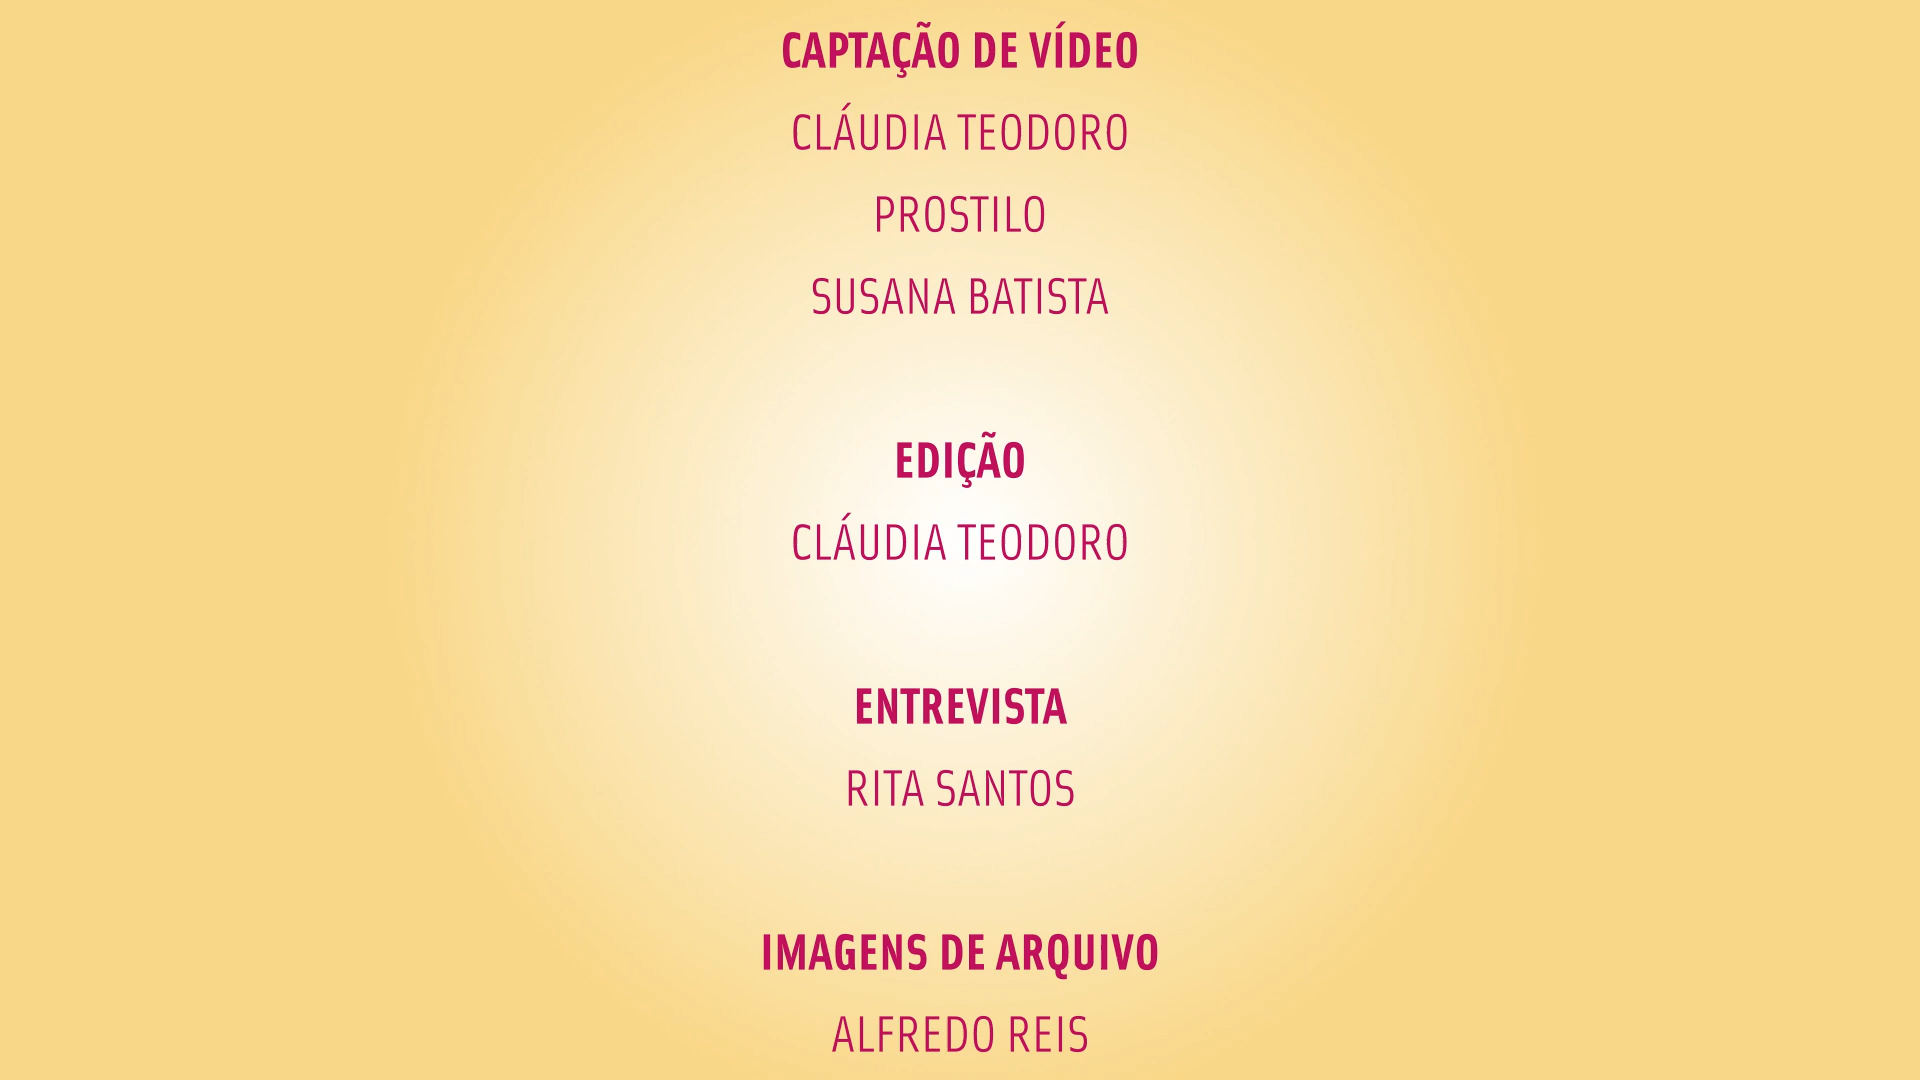 CAPTAÇÃO DE VÍDEO
CLÁUDIA TEODORO
PROSTILO
SUSANA BATISTA
EDIÇÃO
CLÁUDIA TEODORO
ENTREVISTA
RITA SANTOS
IMAGENS DE ARQUIVO
ALFREDO REIS